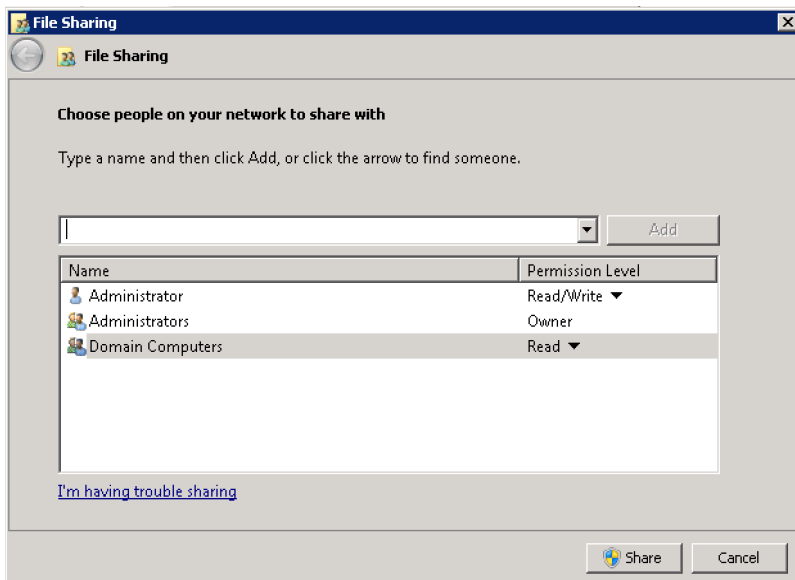 File Sharing
File Sharing
Choose people on your network to share with
Type a name and then click Add, or click the arrow to find someone.
Add
Name Permission Level
Administrator Read/Write
Administrators Owner
Domain Computers Read
I'm having trouble sharing
Share Cancel